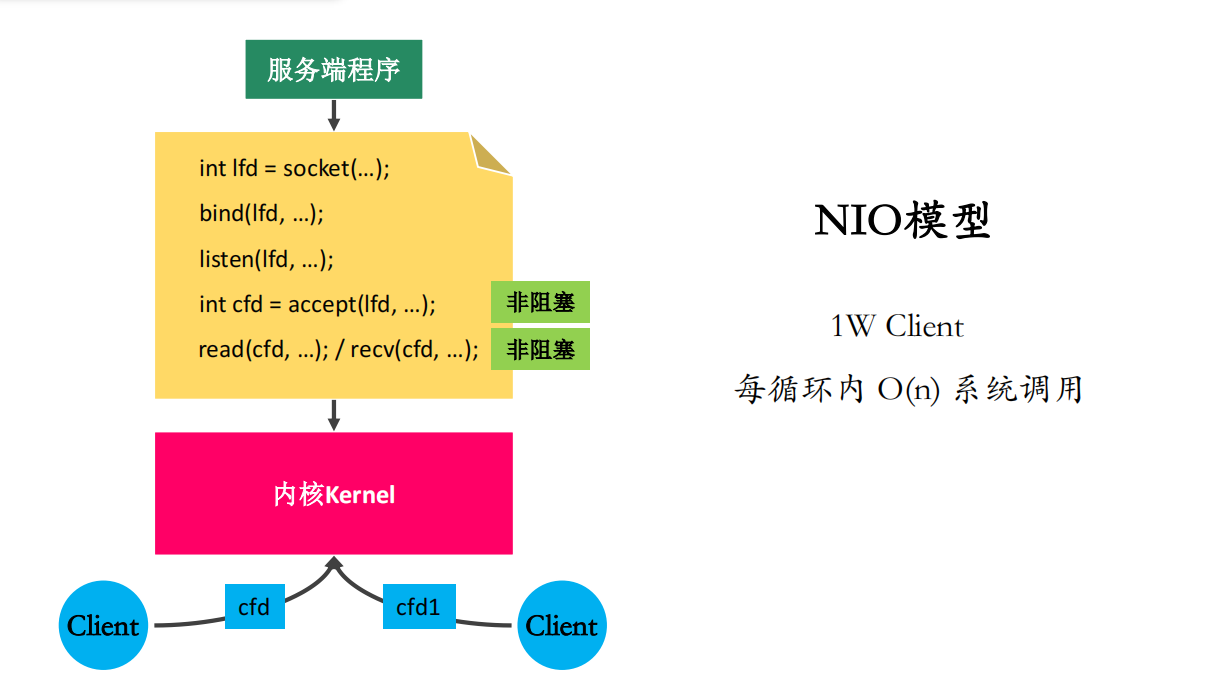 服务端程序
int lfd = socket(…);
bind(lfd, …);
listen(lfd, …);
int cfd = accept(lfd, …);
非阻塞
read(cfd, …); / recv(cfd, …);
非阻塞
内核Kernel
cfd
cfd1
Client
Client
NIO模型
1W Client
每循环内 O(n) 系统调用